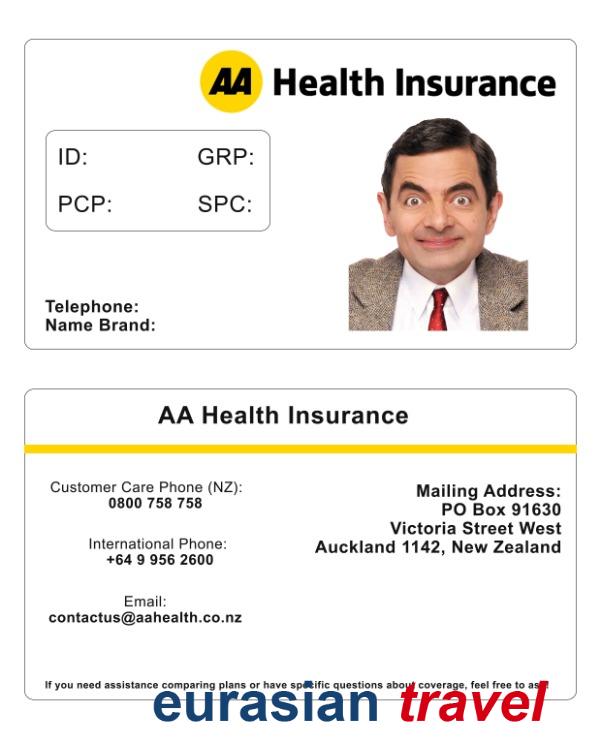 AA Health Insurance
ID: GRP:
PCP: SPC:
Telephone:
Name Brand:
AA Health Insurance
Customer Care Phone (NZ):
0800 758 758
International Phone:
+64 9 956 2600
Email:
contactus@aahealth.co.nz
Mailing Address:
PO Box 91630
Victoria Street West
Auckland 1142, New Zealand
If you need assistance comparing plans or have specific questions about coverage, feel free to ask!
eurasian travel